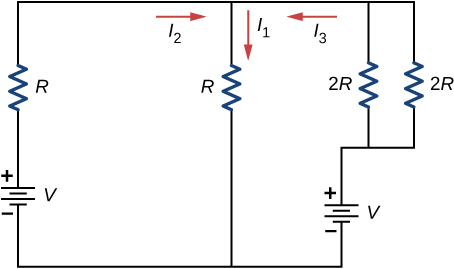 I₂ I₁ I₃
R R 2R 2R
+ V − + V −